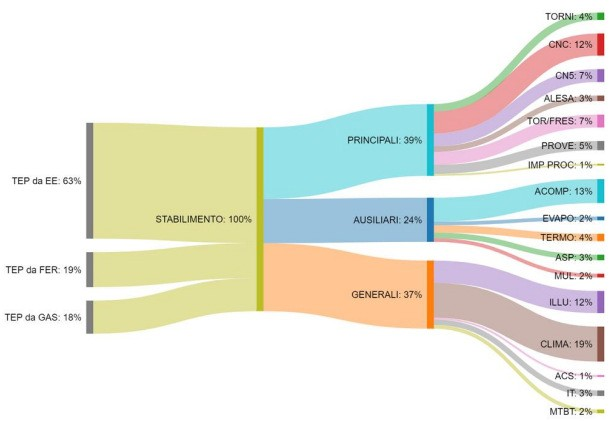 TEP da EE: 63%
TEP da FER: 19%
TEP da GAS: 18%
STABILIMENTO: 100%
PRINCIPALI: 39%
AUSILIARI: 24%
GENERALI: 37%
TORNI: 4%
CNC: 12%
CN5: 7%
ALESA: 3%
TOR/FRES: 7%
PROVE: 5%
IMP PROC: 1%
ACOMP: 13%
EVAPO: 2%
TERMO: 4%
ASP: 3%
MUL: 2%
ILLU: 12%
CLIMA: 19%
ACS: 1%
IT: 3%
MTBT: 2%